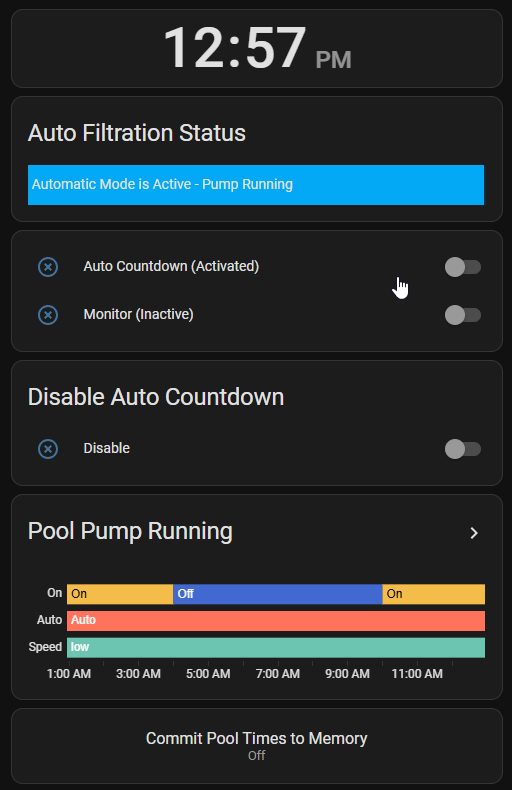 12:57 PM
Auto Filtration Status
Automatic Mode is Active - Pump Running
Auto Countdown (Activated)
Monitor (Inactive)
Disable Auto Countdown
Disable
Pool Pump Running
On On Off On
Auto Auto
Speed low
1:00 AM 3:00 AM 5:00 AM 7:00 AM 9:00 AM 11:00 AM
Commit Pool Times to Memory
Off